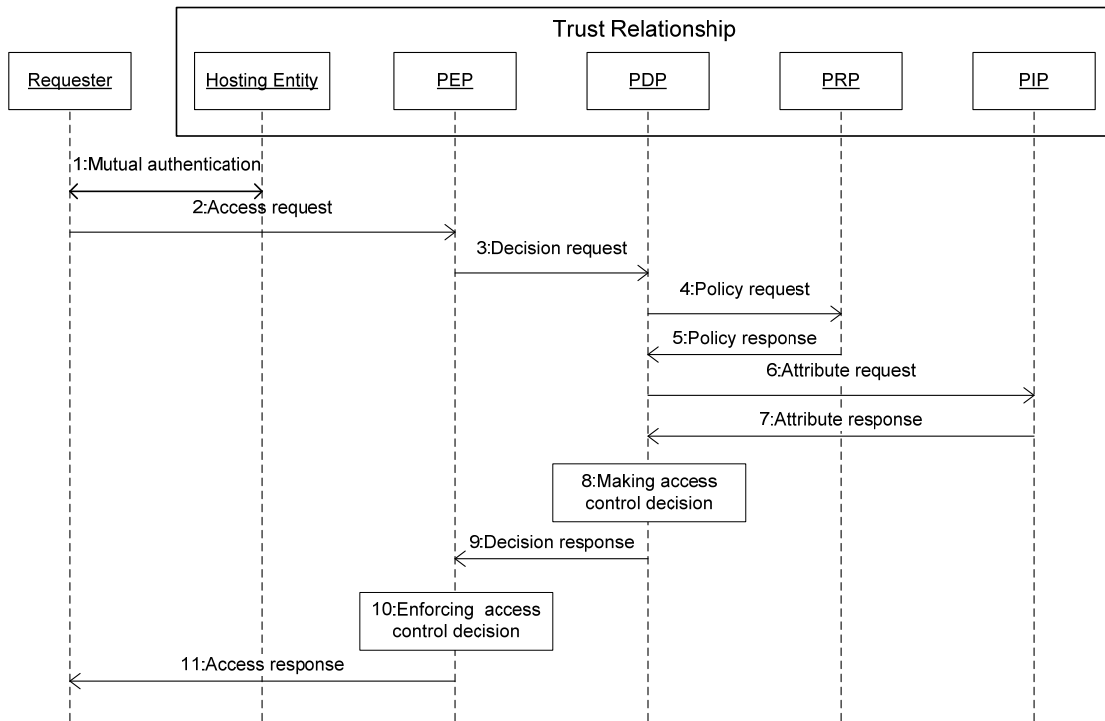 Trust Relationship
Requester
Hosting Entity
PEP
PDP
PRP
PIP
1:Mutual authentication
2:Access request
3:Decision request
4:Policy request
5:Policy response
6:Attribute request
7:Attribute response
8:Making access
control decision
9:Decision response
10:Enforcing access
control decision
11:Access response